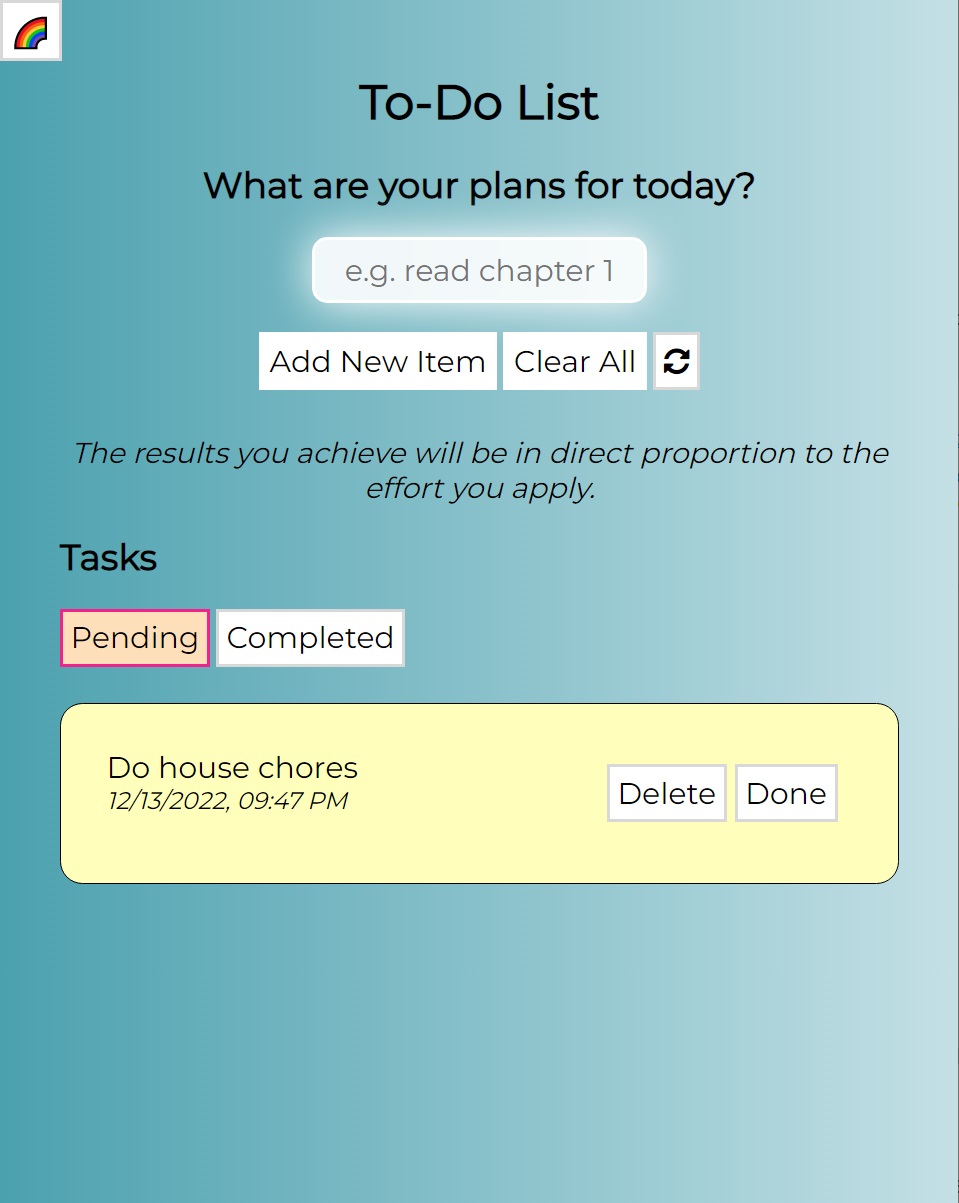 To-Do List
What are your plans for today?
e.g. read chapter 1
Add New Item Clear All
The results you achieve will be in direct proportion to the
effort you apply.
Tasks
Pending Completed
Do house chores
12/13/2022, 09:47 PM
Delete Done